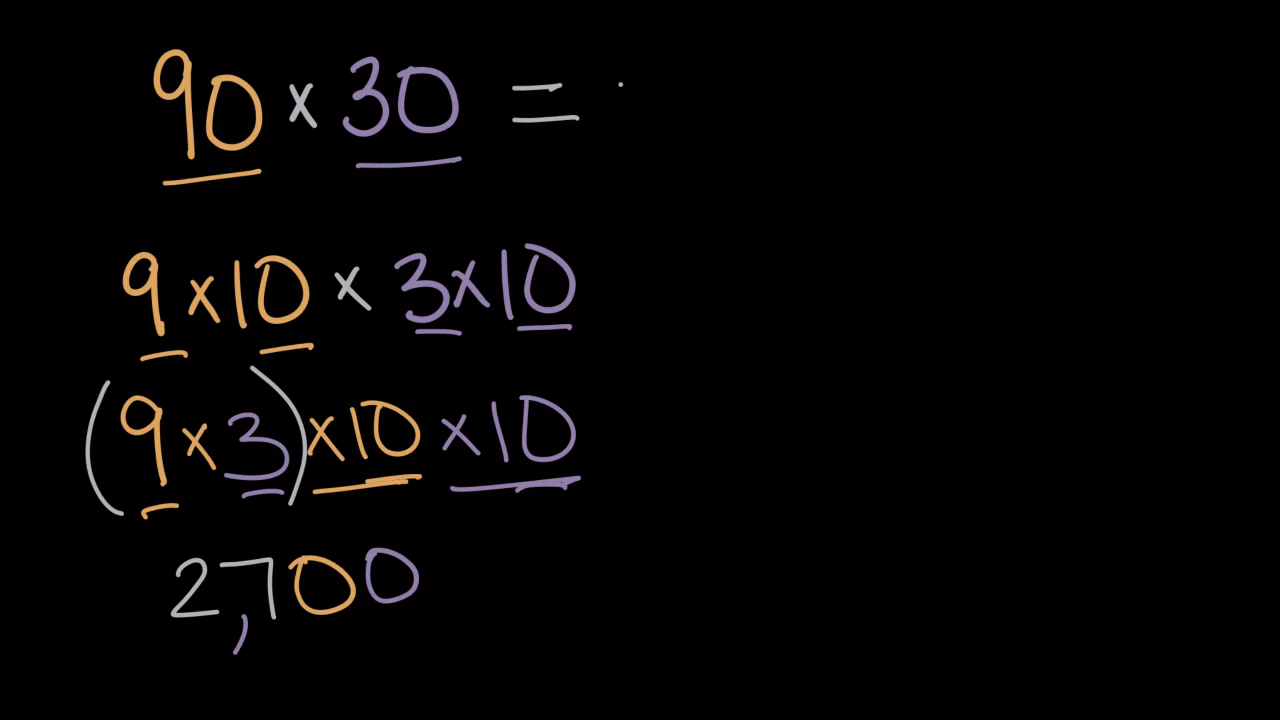 90 × 30 =
9 × 10 × 3 × 10
(9 × 3) × 10 × 10
2,700